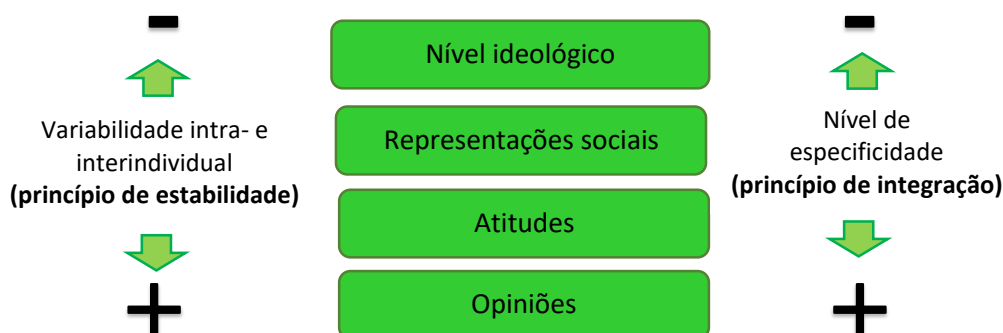 -
-
Nível ideológico
Variabilidade intra- e
interindividual
(princípio de estabilidade)
Representações sociais
Nível de
especificidade
(princípio de integração)
Atitudes
Opiniões
+
+